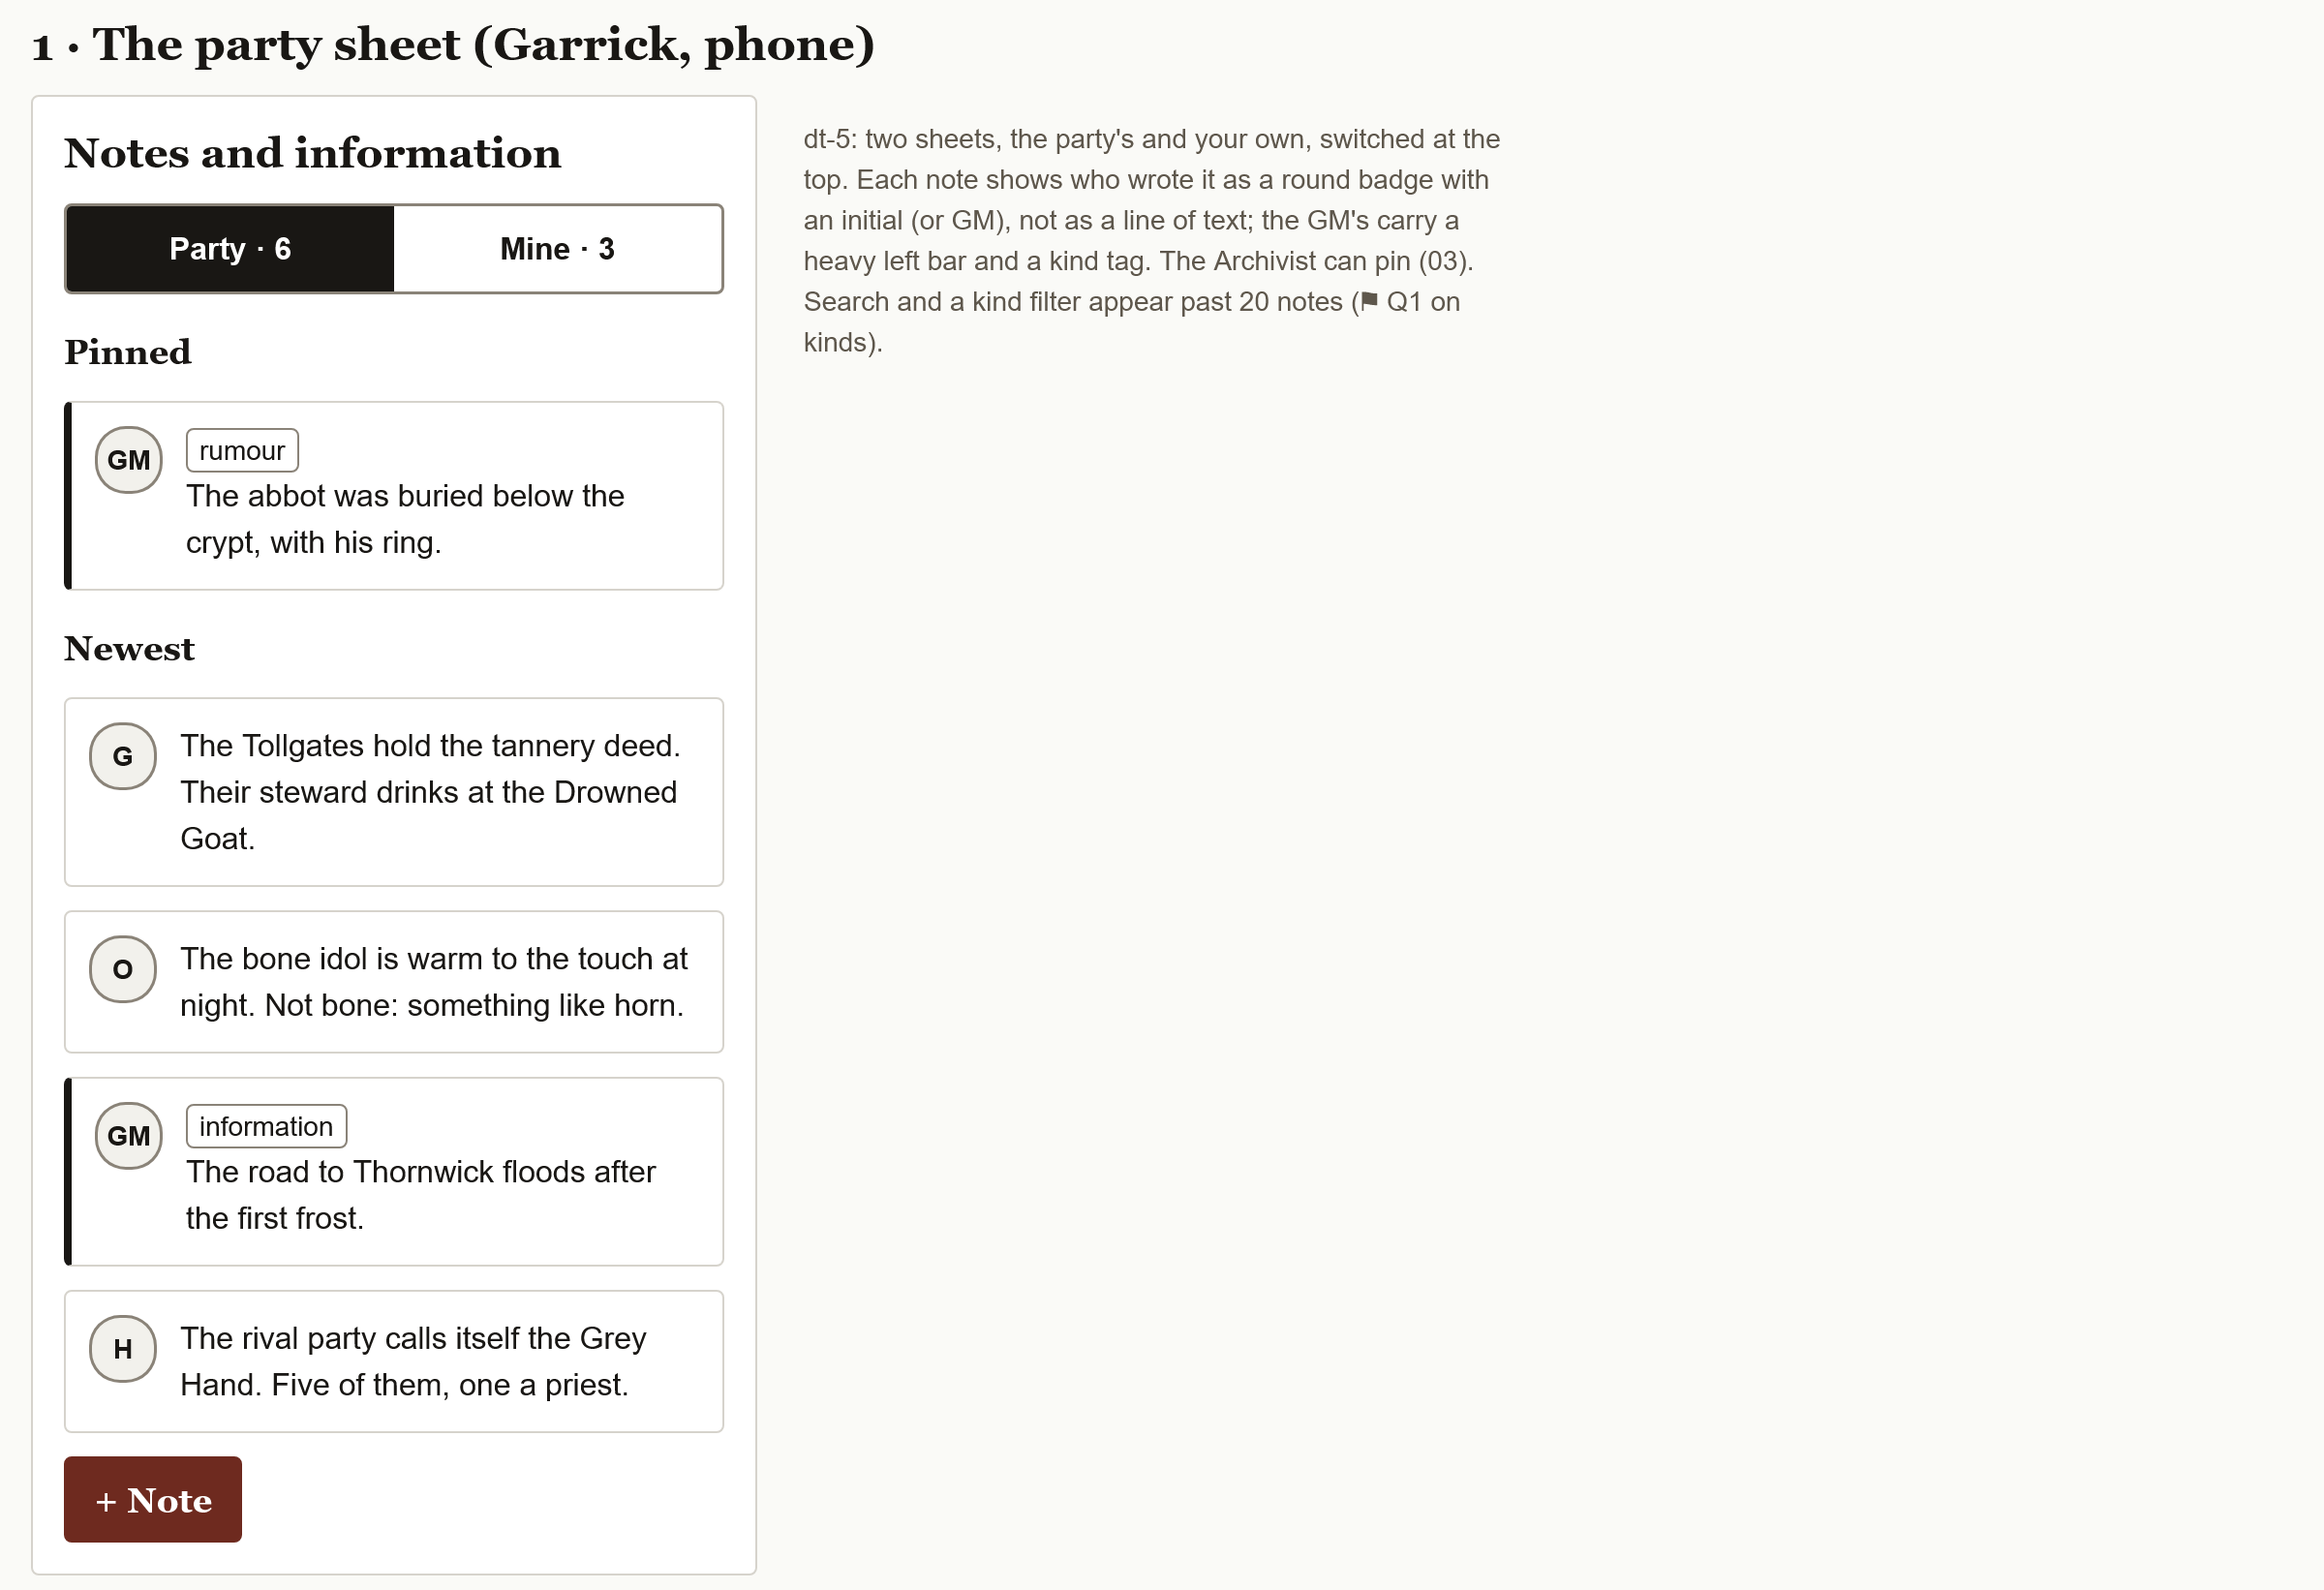 1 · The party sheet (Garrick, phone)
Notes and information
Party · 6
Mine · 3
Pinned
GM
rumour
The abbot was buried below the
crypt, with his ring.
Newest
G
The Tollgates hold the tannery deed.
Their steward drinks at the Drowned
Goat.
O
The bone idol is warm to the touch at
night. Not bone: something like horn.
GM
information
The road to Thornwick floods after
the first frost.
H
The rival party calls itself the Grey
Hand. Five of them, one a priest.
+ Note
dt-5: two sheets, the party's and your own, switched at the
top. Each note shows who wrote it as a round badge with
an initial (or GM), not as a line of text; the GM's carry a
heavy left bar and a kind tag. The Archivist can pin (03).
Search and a kind filter appear past 20 notes (⚑ Q1 on
kinds).